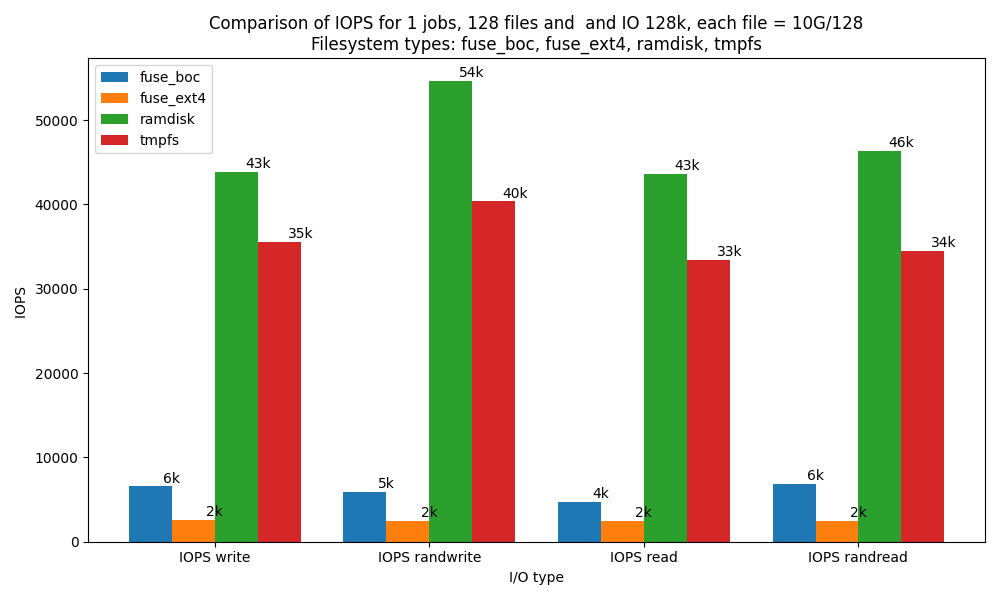 Comparison of IOPS for 1 jobs, 128 files and  and IO 128k, each file = 10G/128
Filesystem types: fuse_boc, fuse_ext4, ramdisk, tmpfs
fuse_boc
fuse_ext4
ramdisk
tmpfs
IOPS
50000
40000
30000
20000
10000
0
6k
2k
43k
35k
5k
2k
54k
40k
4k
2k
43k
33k
6k
2k
46k
34k
IOPS write
IOPS randwrite
IOPS read
IOPS randread
I/O type